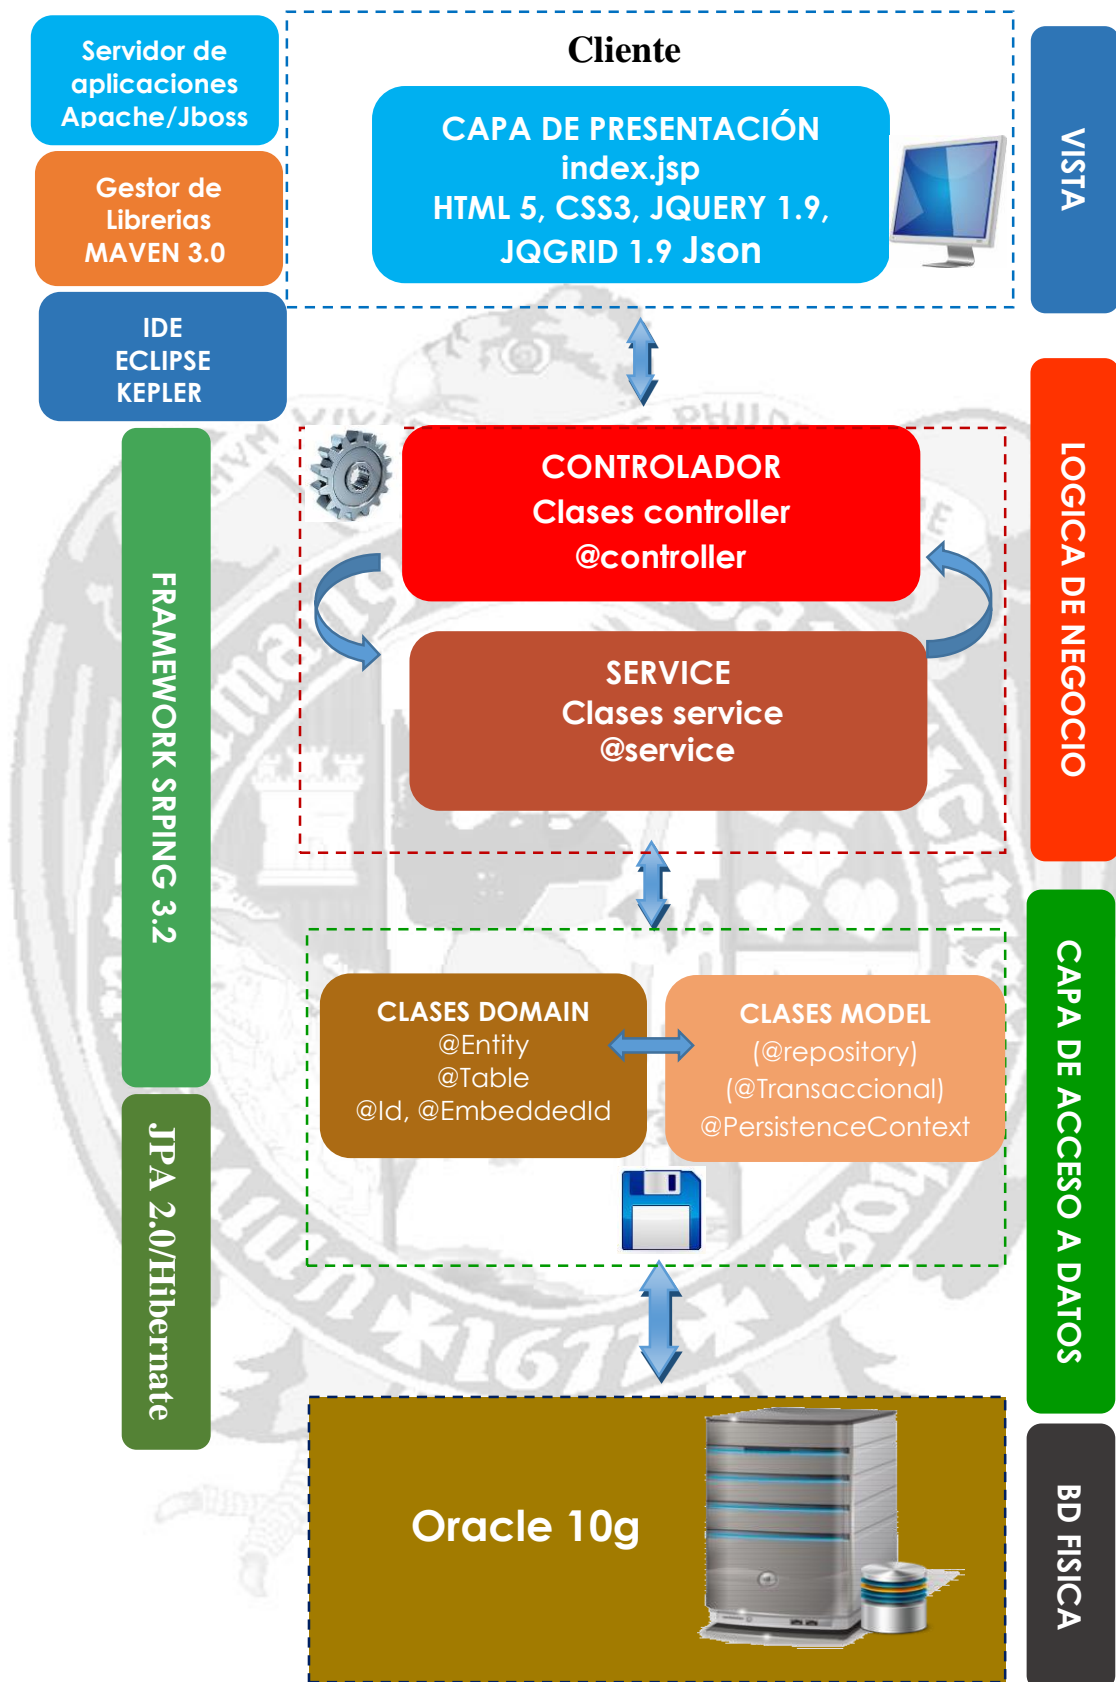 Servidor de
aplicaciones
Apache/Jboss
Gestor de
Librerias
MAVEN 3.0
IDE
ECLIPSE
KEPLER
Cliente
CAPA DE PRESENTACIÓN
index.jsp
HTML 5, CSS3, JQUERY 1.9,
JQGRID 1.9 Json
VISTA
CONTROLADOR
Clases controller
@controller
SERVICE
Clases service
@service
LOGICA DE NEGOCIO
FRAMEWORK SRPING 3.2
CLASES DOMAIN
@Entity
@Table
@Id, @EmbeddedId
CLASES MODEL
(@repository)
(@Transaccional)
@PersistenceContext
CAPA DE ACCESO A DATOS
JPA 2.0/Hibernate
Oracle 10g
BD FISICA
1677